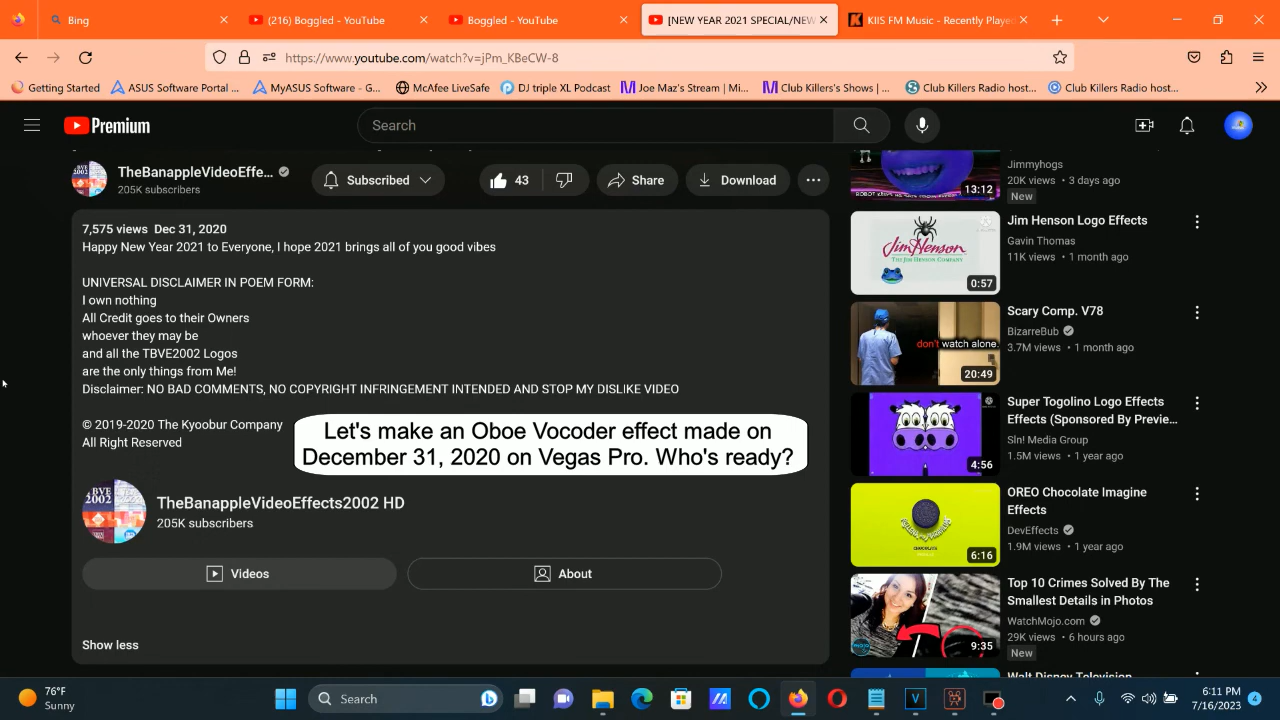 Bing
(216) Boggled - YouTube
Boggled - YouTube
[NEW YEAR 2021 SPECIAL/NEW
KIIS FM Music - Recently Played
https://www.youtube.com/watch?v=jPm_KBeCW-8
Getting Started
ASUS Software Portal ...
MyASUS Software - G...
McAfee LiveSafe
DJ triple XL Podcast
Joe Maz's Stream | Mi...
Club Killers's Shows | ...
Club Killers Radio host...
Club Killers Radio host...
Premium
Search
TheBanappleVideoEffe...
205K subscribers
Subscribed
43
Share
Download
7,575 views Dec 31, 2020
Happy New Year 2021 to Everyone, I hope 2021 brings all of you good vibes
UNIVERSAL DISCLAIMER IN POEM FORM:
I own nothing
All Credit goes to their Owners
whoever they may be
and all the TBVE2002 Logos
are the only things from Me!
Disclaimer: NO BAD COMMENTS, NO COPYRIGHT INFRINGEMENT INTENDED AND STOP MY DISLIKE VIDEO
© 2019-2020 The Kyoobur Company
All Right Reserved
Let's make an Oboe Vocoder effect made on
December 31, 2020 on Vegas Pro. Who's ready?
TheBanappleVideoEffects2002 HD
205K subscribers
Videos
About
Show less
13:12
Jimmyhogs
20K views • 3 days ago
New
Jim Henson
THE JIM HENSON COMPANY
0:57
Jim Henson Logo Effects
Gavin Thomas
11K views • 1 month ago
don't watch alone.
20:49
Scary Comp. V78
BizarreBub
3.7M views • 1 month ago
4:56
Super Togolino Logo Effects
Effects (Sponsored By Previe...
Sln! Media Group
1.5M views • 1 year ago
CHOCOLATE
6:16
OREO Chocolate Imagine
Effects
DevEffects
1.9M views • 1 year ago
9:35
Top 10 Crimes Solved By The
Smallest Details in Photos
WatchMojo.com
29K views • 6 hours ago
New
Walt Disney Television
76°F
Sunny
Search
6:11 PM
7/16/2023
4